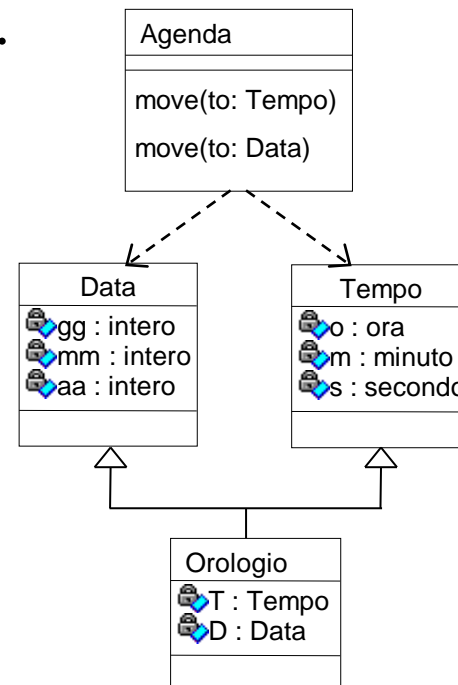 Agenda
move(to: Tempo)
move(to: Data)
Data
gg : intero
mm : intero
aa : intero
Tempo
o : ora
m : minuto
s : secondo
Orologio
T : Tempo
D : Data